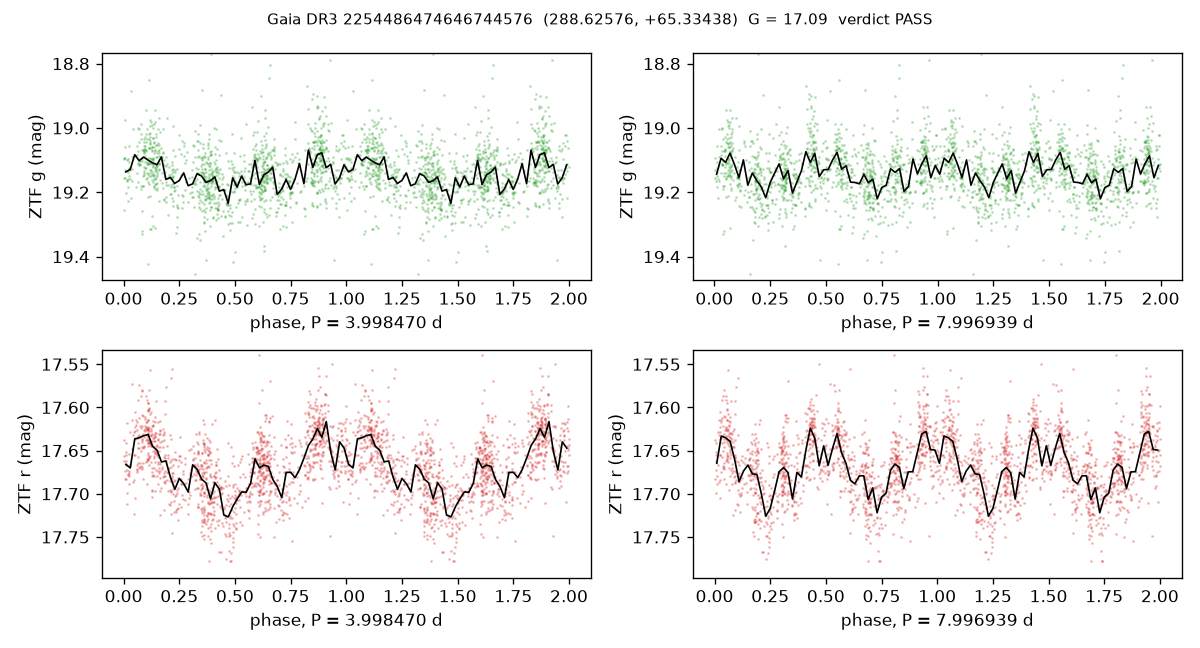 Gaia DR3 2254486474646744576  (288.62576, +65.33438)  G = 17.09  verdict PASS
ZTF g (mag)
18.8
19.0
19.2
19.4
0.00 0.25 0.50 0.75 1.00 1.25 1.50 1.75 2.00
phase, P = 3.998470 d
ZTF g (mag)
18.8
19.0
19.2
19.4
0.00 0.25 0.50 0.75 1.00 1.25 1.50 1.75 2.00
phase, P = 7.996939 d
ZTF r (mag)
17.55
17.60
17.65
17.70
17.75
0.00 0.25 0.50 0.75 1.00 1.25 1.50 1.75 2.00
phase, P = 3.998470 d
ZTF r (mag)
17.55
17.60
17.65
17.70
17.75
0.00 0.25 0.50 0.75 1.00 1.25 1.50 1.75 2.00
phase, P = 7.996939 d